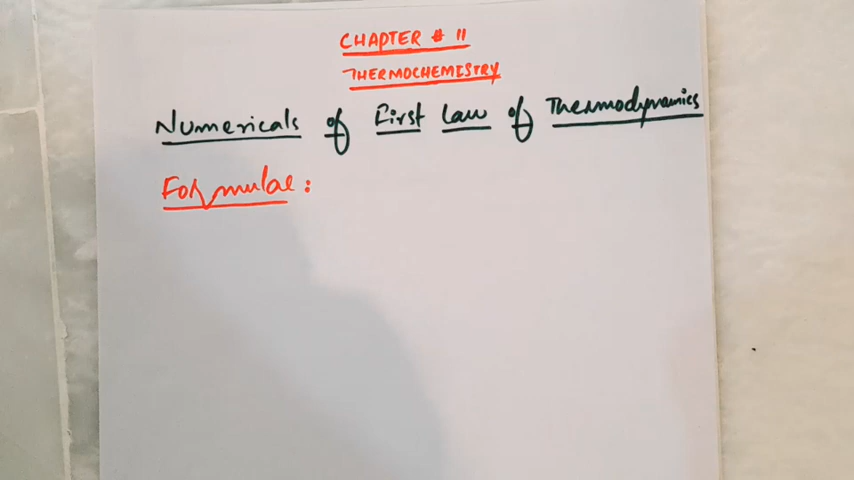 CHAPTER # 11
THERMOCHEMISTRY
Numericals of First Law of Thermodynamics
Formulae: